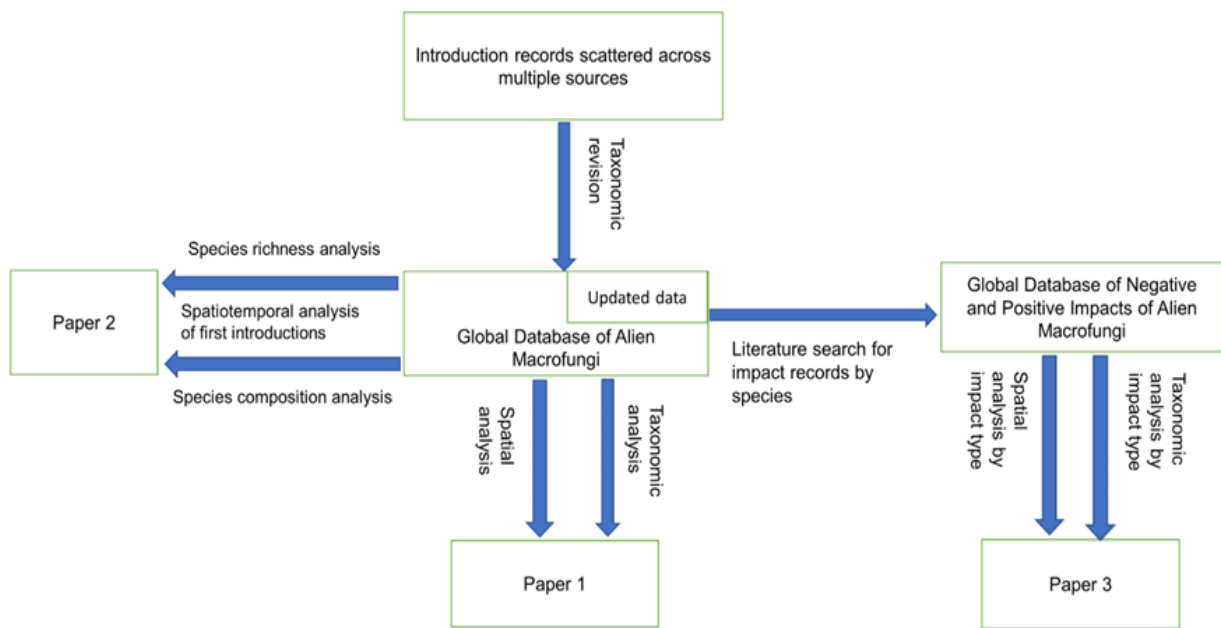 Introduction records scattered across
multiple sources
Taxonomic
revision
Species richness analysis
Spatiotemporal analysis
of first introductions
Species composition analysis
Paper 2
Updated data
Global Database of Alien
Macrofungi
Literature search for
impact records by
species
Global Database of Negative
and Positive Impacts of Alien
Macrofungi
Spatial
analysis
Taxonomic
analysis
Spatial
analysis by
impact type
Taxonomic
analysis by
impact type
Paper 1
Paper 3